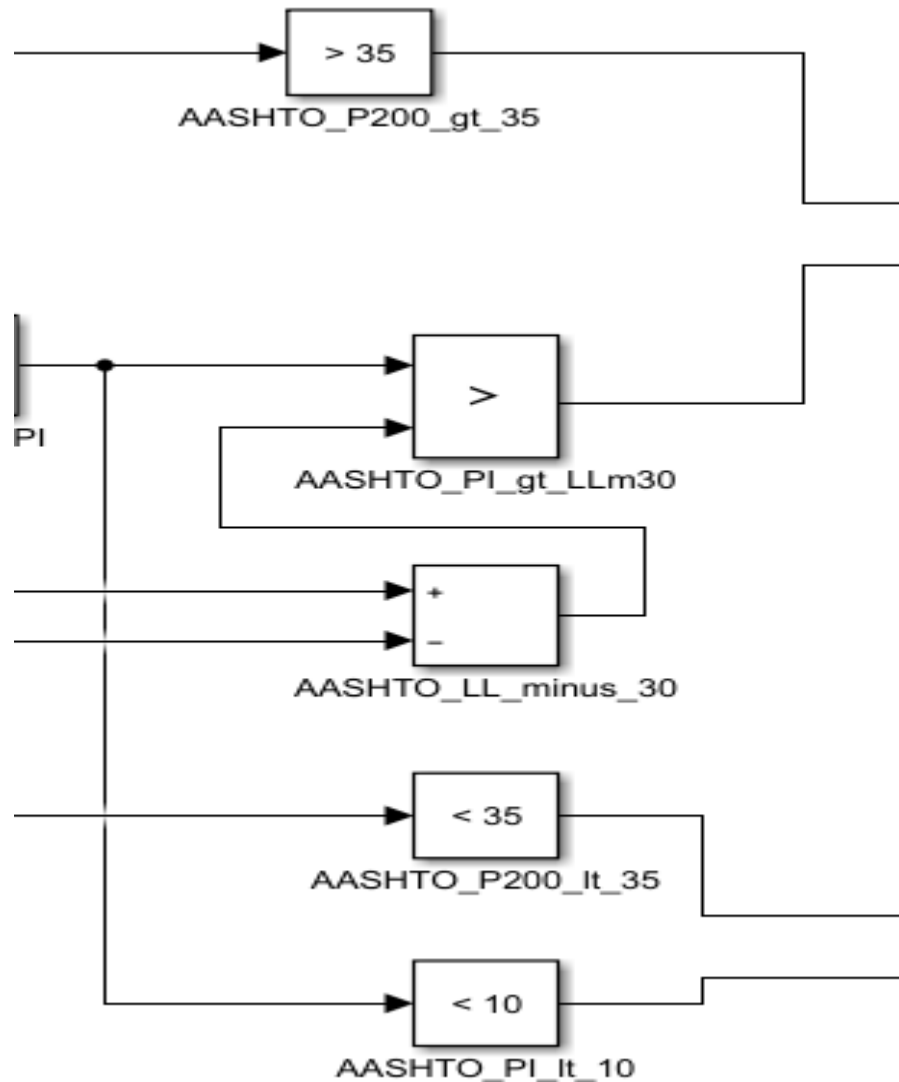 > 35
AASHTO_P200_gt_35
>
PI
AASHTO_PI_gt_LLm30
+
−
AASHTO_LL_minus_30
< 35
AASHTO_P200_lt_35
< 10
AASHTO_PI_lt_10